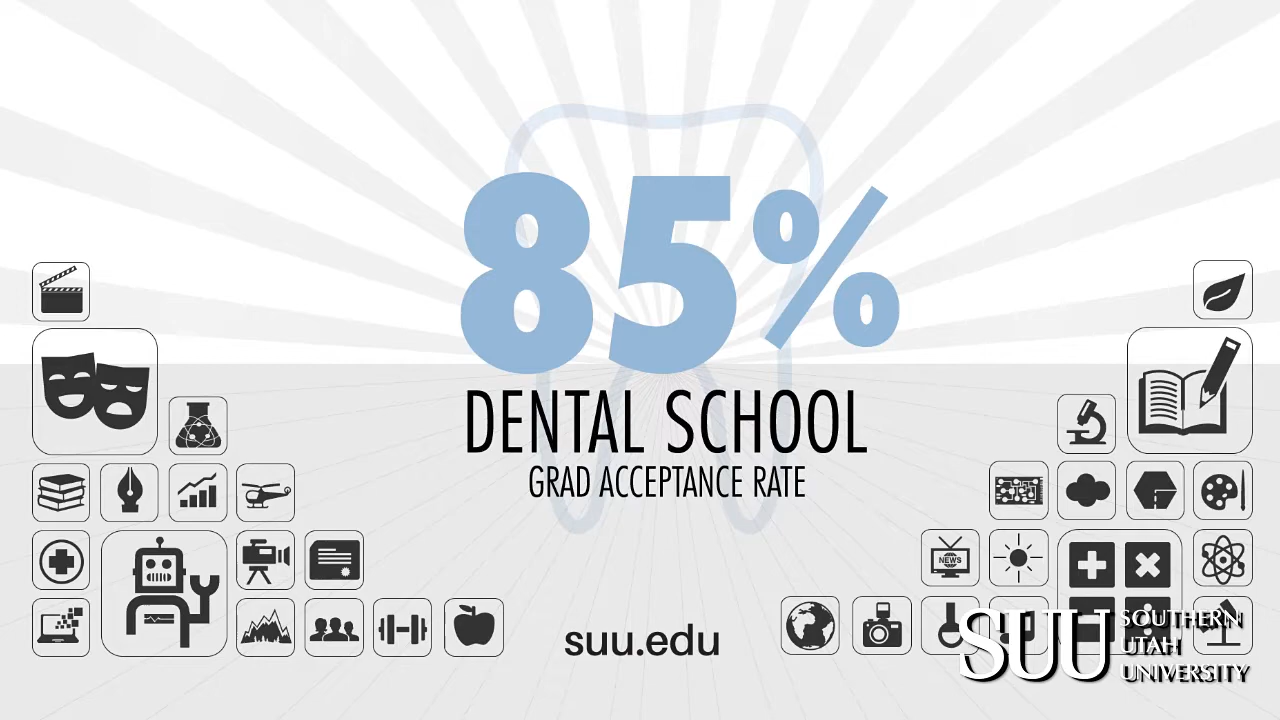 85%
DENTAL SCHOOL
GRAD ACCEPTANCE RATE
NEWS
suu.edu
SUU SOUTHERN
UTAH
UNIVERSITY